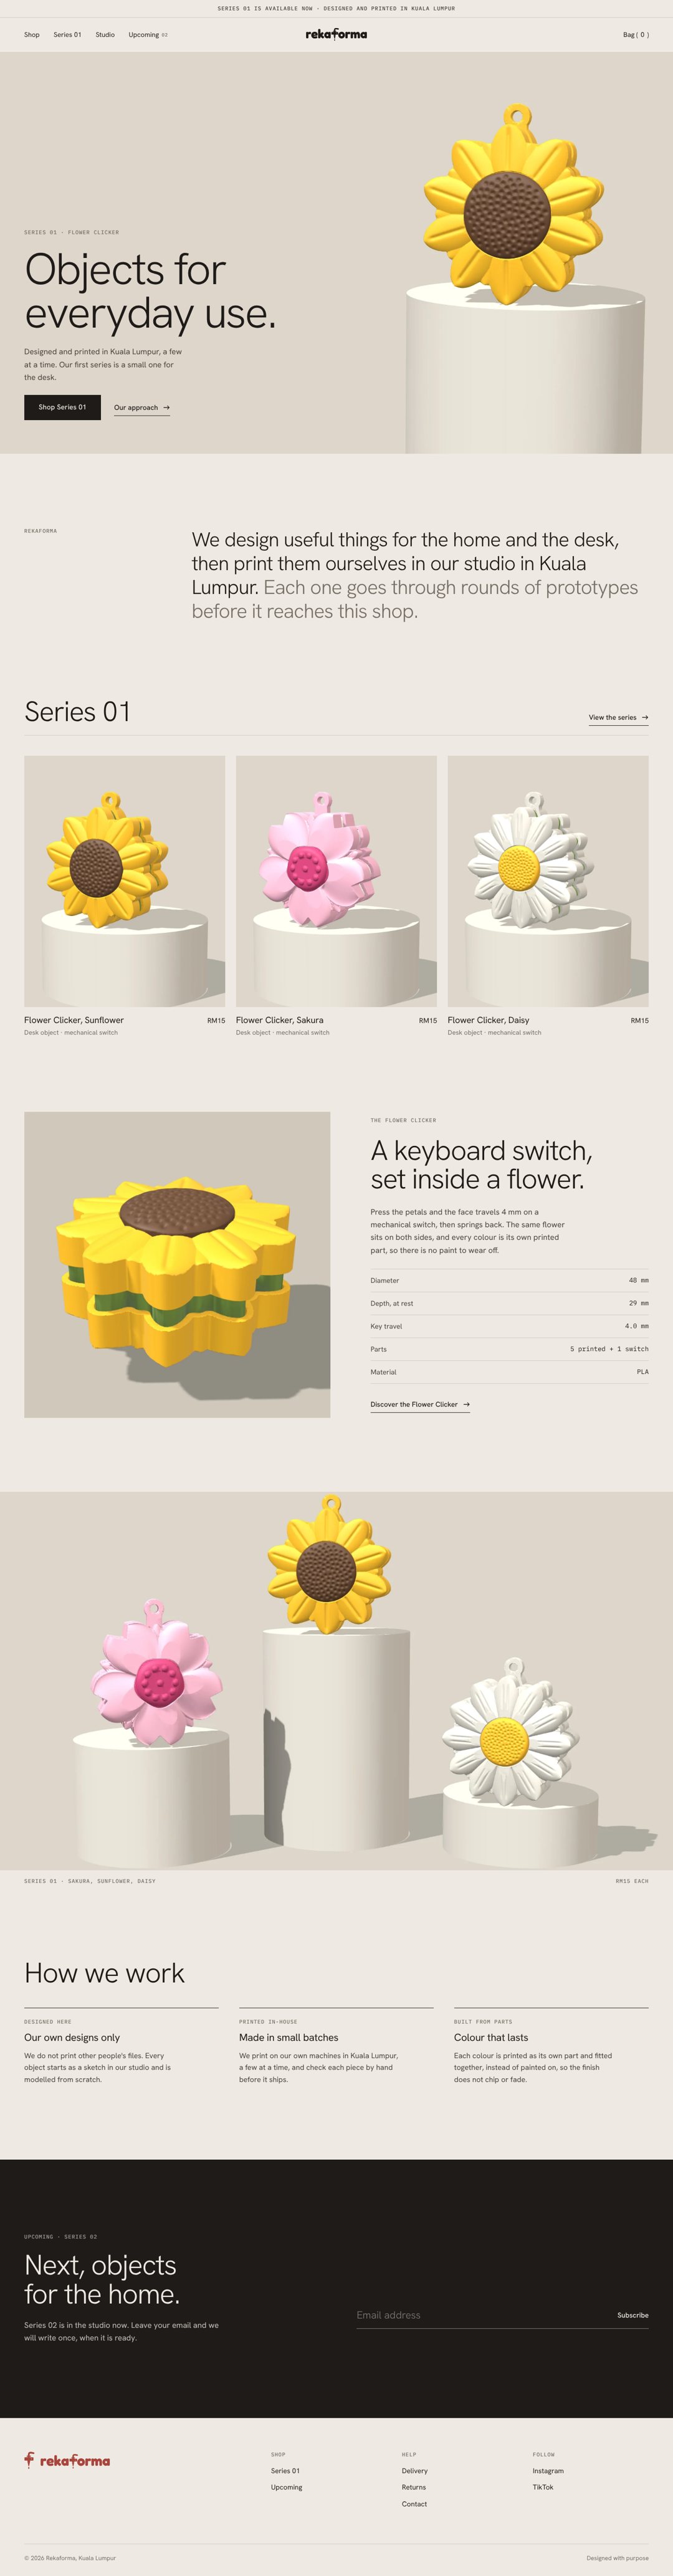 SERIES 01 IS AVAILABLE NOW · DESIGNED AND PRINTED IN KUALA LUMPUR
Shop Series 01 Studio Upcoming 02
rekaforma
Bag ( 0 )
SERIES 01 · FLOWER CLICKER
Objects for
everyday use.
Designed and printed in Kuala Lumpur, a few
at a time. Our first series is a small one for
the desk.
Shop Series 01
Our approach →
REKAFORMA
We design useful things for the home and the desk,
then print them ourselves in our studio in Kuala
Lumpur. Each one goes through rounds of prototypes
before it reaches this shop.
Series 01
View the series →
Flower Clicker, Sunflower RM15
Desk object · mechanical switch
Flower Clicker, Sakura RM15
Desk object · mechanical switch
Flower Clicker, Daisy RM15
Desk object · mechanical switch
THE FLOWER CLICKER
A keyboard switch,
set inside a flower.
Press the petals and the face travels 4 mm on a
mechanical switch, then springs back. The same flower
sits on both sides, and every colour is its own printed
part, so there is no paint to wear off.
Diameter 48 mm
Depth, at rest 29 mm
Key travel 4.0 mm
Parts 5 printed + 1 switch
Material PLA
Discover the Flower Clicker →
SERIES 01 · SAKURA, SUNFLOWER, DAISY
RM15 EACH
How we work
DESIGNED HERE
Our own designs only
We do not print other people's files. Every
object starts as a sketch in our studio and is
modelled from scratch.
PRINTED IN-HOUSE
Made in small batches
We print on our own machines in Kuala Lumpur,
a few at a time, and check each piece by hand
before it ships.
BUILT FROM PARTS
Colour that lasts
Each colour is printed as its own part and fitted
together, instead of painted on, so the finish
does not chip or fade.
UPCOMING · SERIES 02
Next, objects
for the home.
Series 02 is in the studio now. Leave your email and we
will write once, when it is ready.
Email address
Subscribe
rekaforma
SHOP
Series 01
Upcoming
HELP
Delivery
Returns
Contact
FOLLOW
Instagram
TikTok
© 2026 Rekaforma, Kuala Lumpur
Designed with purpose